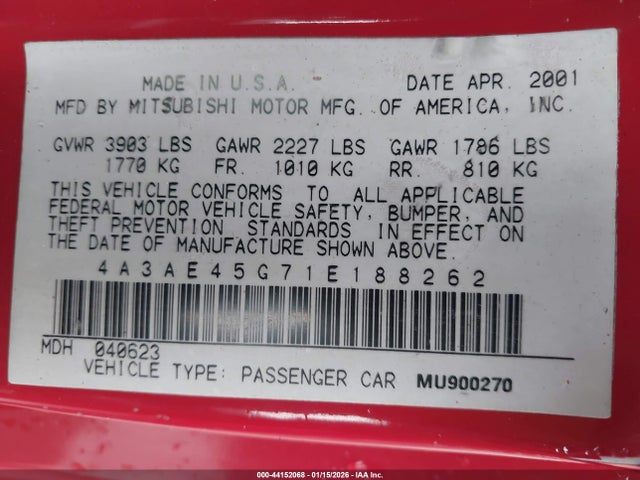 MADE IN U.S.A. DATE APR. 2001
MFD BY MITSUBISHI MOTOR MFG. OF AMERICA, INC.
GVWR 3903 LBS GAWR 2227 LBS GAWR 1786 LBS
1770 KG FR. 1010 KG RR. 810 KG
THIS VEHICLE CONFORMS TO ALL APPLICABLE
FEDERAL MOTOR VEHICLE SAFETY, BUMPER, AND
THEFT PREVENTION STANDARDS IN EFFECT ON
THE DATE OF MANUFACTURE SHOWN ABOVE.
4A3AE45G71E188262
MDH 040623
VEHICLE TYPE: PASSENGER CAR MU900270
000-44152068 - 01/15/2026 - IAA Inc.